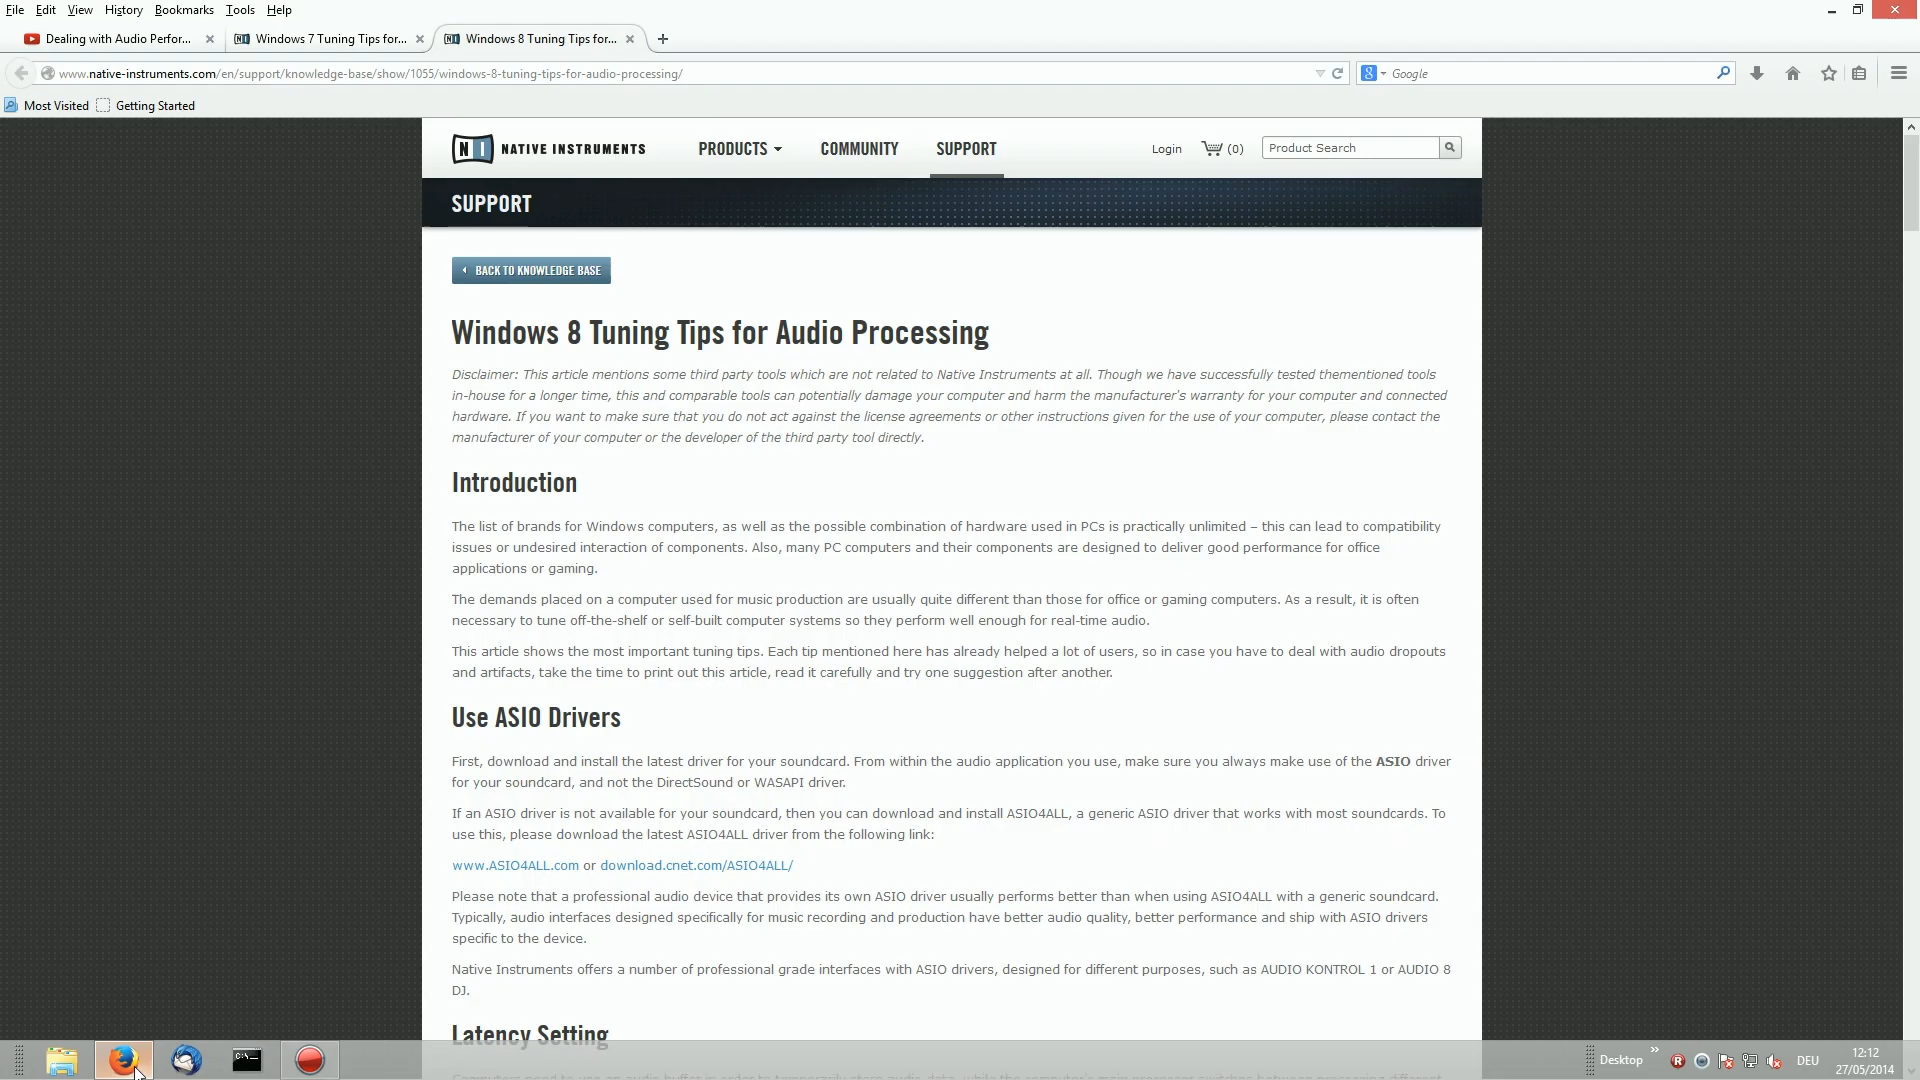 File Edit View History Bookmarks Tools Help
Dealing with Audio Perfor... Windows 7 Tuning Tips for... Windows 8 Tuning Tips for...
www.native-instruments.com/en/support/knowledge-base/show/1055/windows-8-tuning-tips-for-audio-processing/ Google
Most Visited Getting Started
NI NATIVE INSTRUMENTS PRODUCTS COMMUNITY SUPPORT Login (0) Product Search
SUPPORT
BACK TO KNOWLEDGE BASE
Windows 8 Tuning Tips for Audio Processing
Disclaimer: This article mentions some third party tools which are not related to Native Instruments at all. Though we have successfully tested thementioned tools
in-house for a longer time, this and comparable tools can potentially damage your computer and harm the manufacturer's warranty for your computer and connected
hardware. If you want to make sure that you do not act against the license agreements or other instructions given for the use of your computer, please contact the
manufacturer of your computer or the developer of the third party tool directly.
Introduction
The list of brands for Windows computers, as well as the possible combination of hardware used in PCs is practically unlimited – this can lead to compatibility
issues or undesired interaction of components. Also, many PC computers and their components are designed to deliver good performance for office
applications or gaming.
The demands placed on a computer used for music production are usually quite different than those for office or gaming computers. As a result, it is often
necessary to tune off-the-shelf or self-built computer systems so they perform well enough for real-time audio.
This article shows the most important tuning tips. Each tip mentioned here has already helped a lot of users, so in case you have to deal with audio dropouts
and artifacts, take the time to print out this article, read it carefully and try one suggestion after another.
Use ASIO Drivers
First, download and install the latest driver for your soundcard. From within the audio application you use, make sure you always make use of the ASIO driver
for your soundcard, and not the DirectSound or WASAPI driver.
If an ASIO driver is not available for your soundcard, then you can download and install ASIO4ALL, a generic ASIO driver that works with most soundcards. To
use this, please download the latest ASIO4ALL driver from the following link:
www.ASIO4ALL.com or download.cnet.com/ASIO4ALL/
Please note that a professional audio device that provides its own ASIO driver usually performs better than when using ASIO4ALL with a generic soundcard.
Typically, audio interfaces designed specifically for music recording and production have better audio quality, better performance and ship with ASIO drivers
specific to the device.
Native Instruments offers a number of professional grade interfaces with ASIO drivers, designed for different purposes, such as AUDIO KONTROL 1 or AUDIO 8
DJ.
Latency Setting
Desktop DEU 12:12
27/05/2014